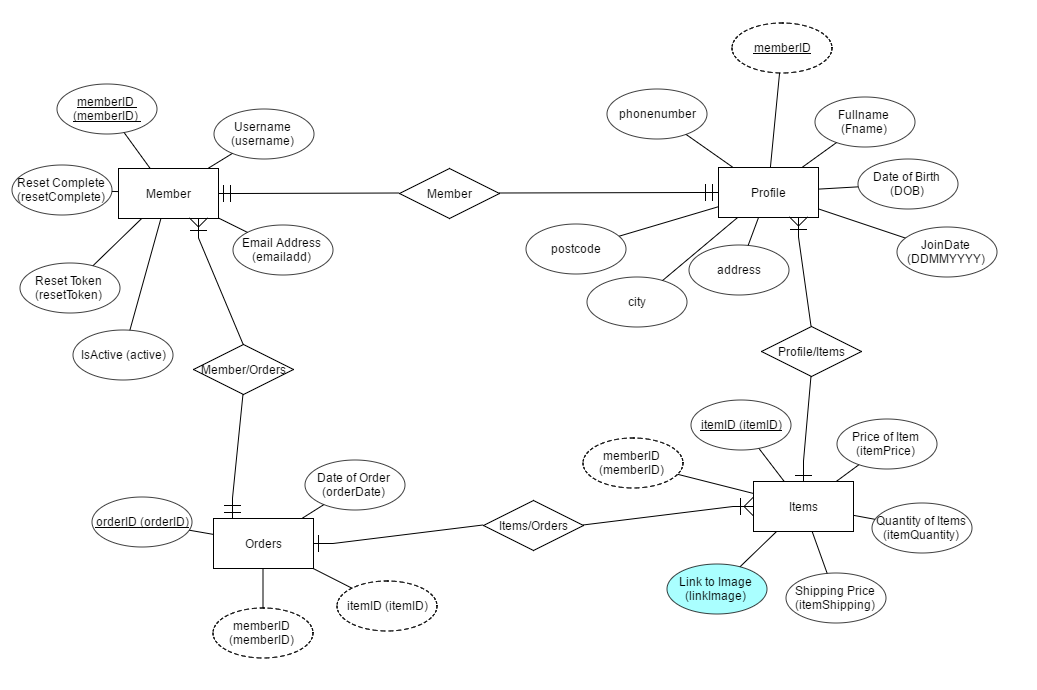 memberID
memberID
(memberID)
Username
(username)
phonenumber
Fullname
(Fname)
Reset Complete
(resetComplete)
Member
Member
Profile
Date of Birth
(DOB)
Email Address
(emailadd)
postcode
address
JoinDate
(DDMMYYYY)
Reset Token
(resetToken)
city
IsActive (active)
Member/Orders
Profile/Items
itemID (itemID)
Price of Item
(itemPrice)
memberID
(memberID)
Date of Order
(orderDate)
orderID (orderID)
Orders
Items/Orders
Items
Quantity of Items
(itemQuantity)
Link to Image
(linkImage)
Shipping Price
(itemShipping)
itemID (itemID)
memberID
(memberID)